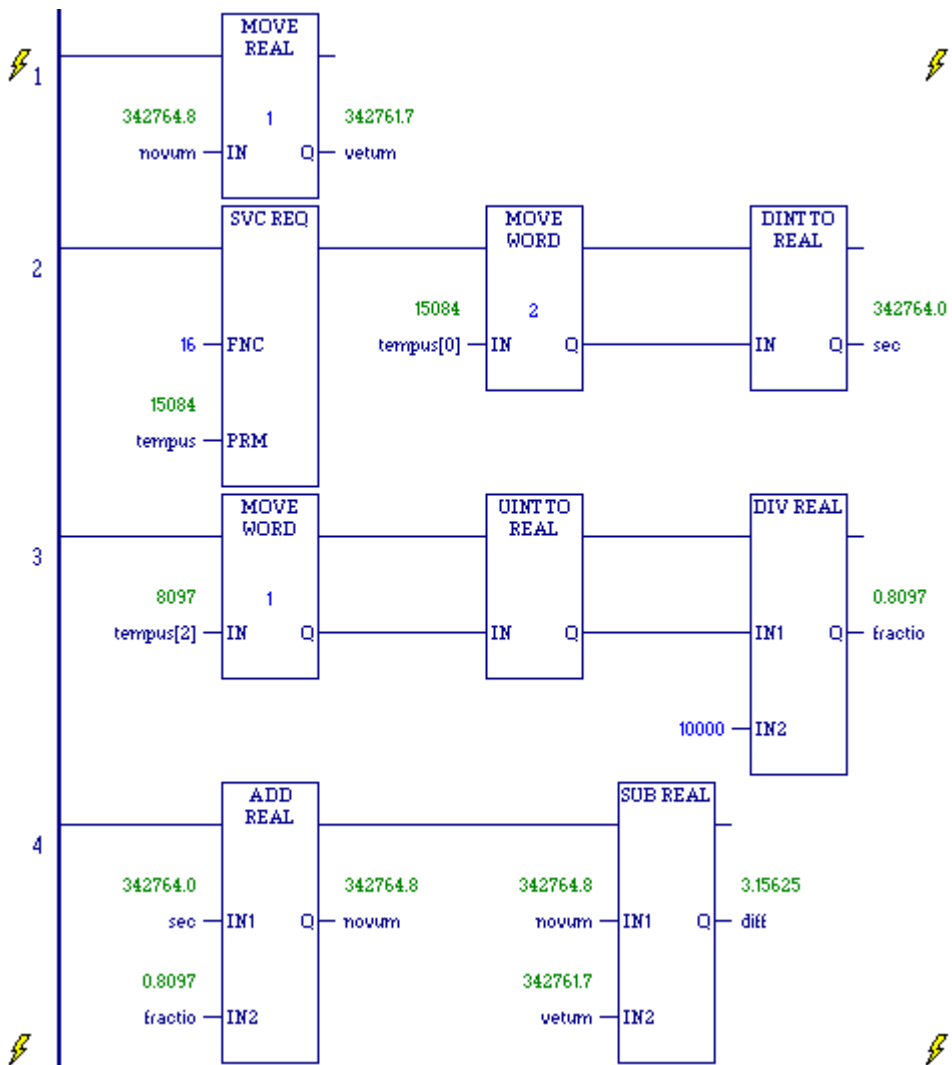 MOVE
REAL
1
342764.8 1 342761.7
novum IN Q vetum
SVC REQ MOVE DINT TO
WORD REAL
2
15084 2 342764.0
16 FNC tempus[0] IN Q IN Q sec
15084
tempus PRM
MOVE UINT TO DIV REAL
WORD REAL
3
8097 1 0.8097
tempus[2] IN Q IN Q IN1 Q fractio
10000 IN2
ADD SUB REAL
REAL
4
342764.0 342764.8 342764.8 3.15625
sec IN1 Q novum novum IN1 Q diff
0.8097 342761.7
fractio IN2 vetum IN2